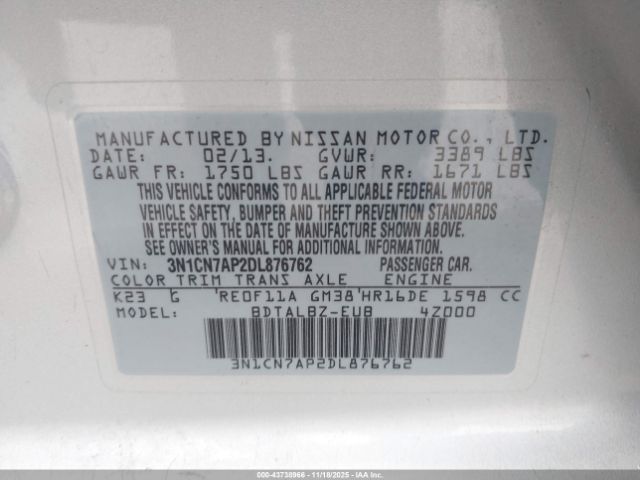 MANUFACTURED BY NISSAN MOTOR CO., LTD.
DATE: 02/13. GVWR: 3389 LBS
GAWR FR: 1750 LBS GAWR RR: 1671 LBS
THIS VEHICLE CONFORMS TO ALL APPLICABLE FEDERAL MOTOR
VEHICLE SAFETY, BUMPER AND THEFT PREVENTION STANDARDS
IN EFFECT ON THE DATE OF MANUFACTURE SHOWN ABOVE.
SEE OWNER'S MANUAL FOR ADDITIONAL INFORMATION.
VIN: 3N1CN7AP2DL876762 PASSENGER CAR.
COLOR TRIM TRANS AXLE ENGINE
K23 G RE0F11A GM38 HR16DE 1598 CC
MODEL: BDTALBZ-EUB 4Z000
3N1CN7AP2DL876762
000-43738966 - 11/18/2025 - IAA, Inc.